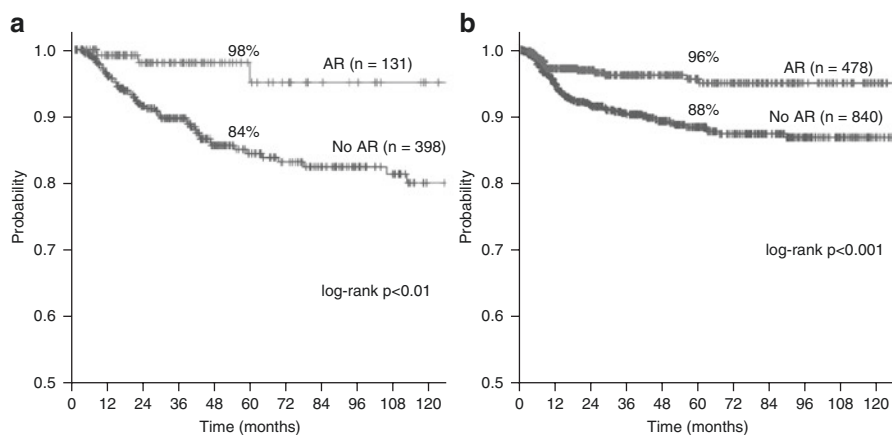 a
1.0
0.9
0.8
0.7
0.6
0.5
Probability
98%
AR (n = 131)
84%
No AR (n = 398)
log-rank p<0.01
0 12 24 36 48 60 72 84 96 108 120
Time (months)
b
1.0
0.9
0.8
0.7
0.6
0.5
Probability
96%
AR (n = 478)
88%
No AR (n = 840)
log-rank p<0.001
0 12 24 36 48 60 72 84 96 108 120
Time (months)